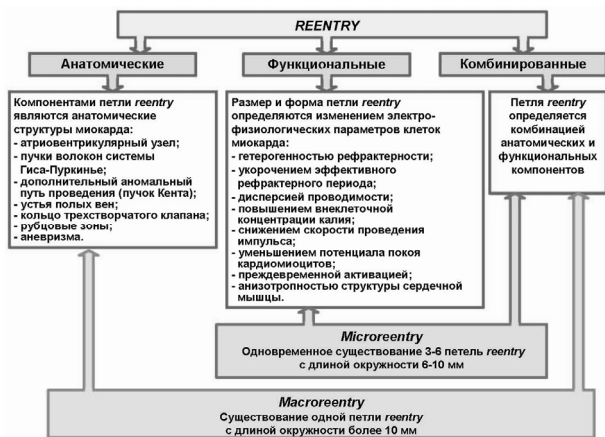 REENTRY
Анатомические
Функциональные
Комбинированные
Компонентами петли reentry
являются анатомические
структуры миокарда:
- атриовентрикулярный узел;
- пучки волокон системы
Гиса-Пуркинье;
- дополнительный аномальный
путь проведения (пучок Кента);
- устья полых вен;
- кольцо трехстворчатого клапана;
- рубцовые зоны;
- аневризма.
Размер и форма петли reentry
определяются изменением электро-
физиологических параметров клеток
миокарда:
- гетерогенностью рефрактерности;
- укорочением эффективного
рефрактерного периода;
- дисперсией проводимости;
- повышением внеклеточной
концентрации калия;
- снижением скорости проведения
импульса;
- уменьшением потенциала покоя
кардиомиоцитов;
- преждевременной активацией;
- анизотропностью структуры сердечной
мышцы.
Петля reentry
определяется
комбинацией
анатомических и
функциональных
компонентов
Microreentry
Одновременное существование 3-6 петель reentry
с длиной окружности 6-10 мм
Macroreentry
Существование одной петли reentry
с длиной окружности более 10 мм